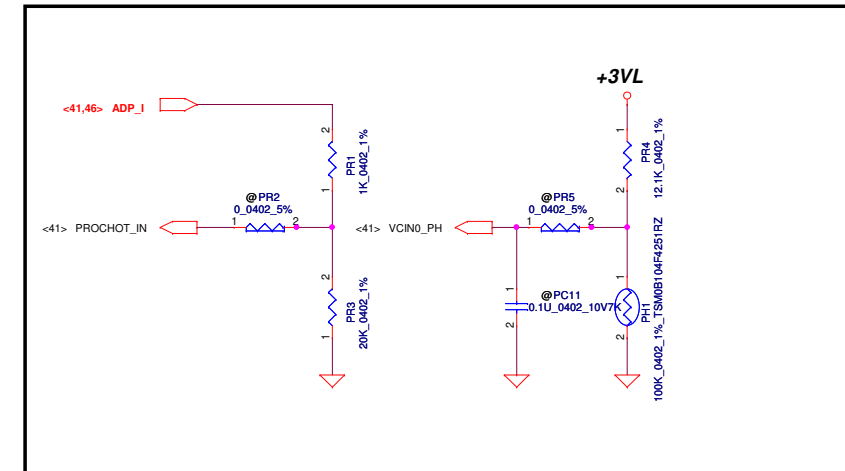 +3VL
<41,46> ADP_I
2
PR1
1K_0402_1%
1
1
PR4
12.1K_0402_1%
2
@PR2
0_0402_5%
<41> PROCHOT_IN
1
2
@PR5
0_0402_5%
<41> VCIN0_PH
1
2
2
PR3
20K_0402_1%
1
1
@PC11
0.1U_0402_10V7K
2
1
PH1
100K_0402_1%_TSM0B104F4251RZ
2